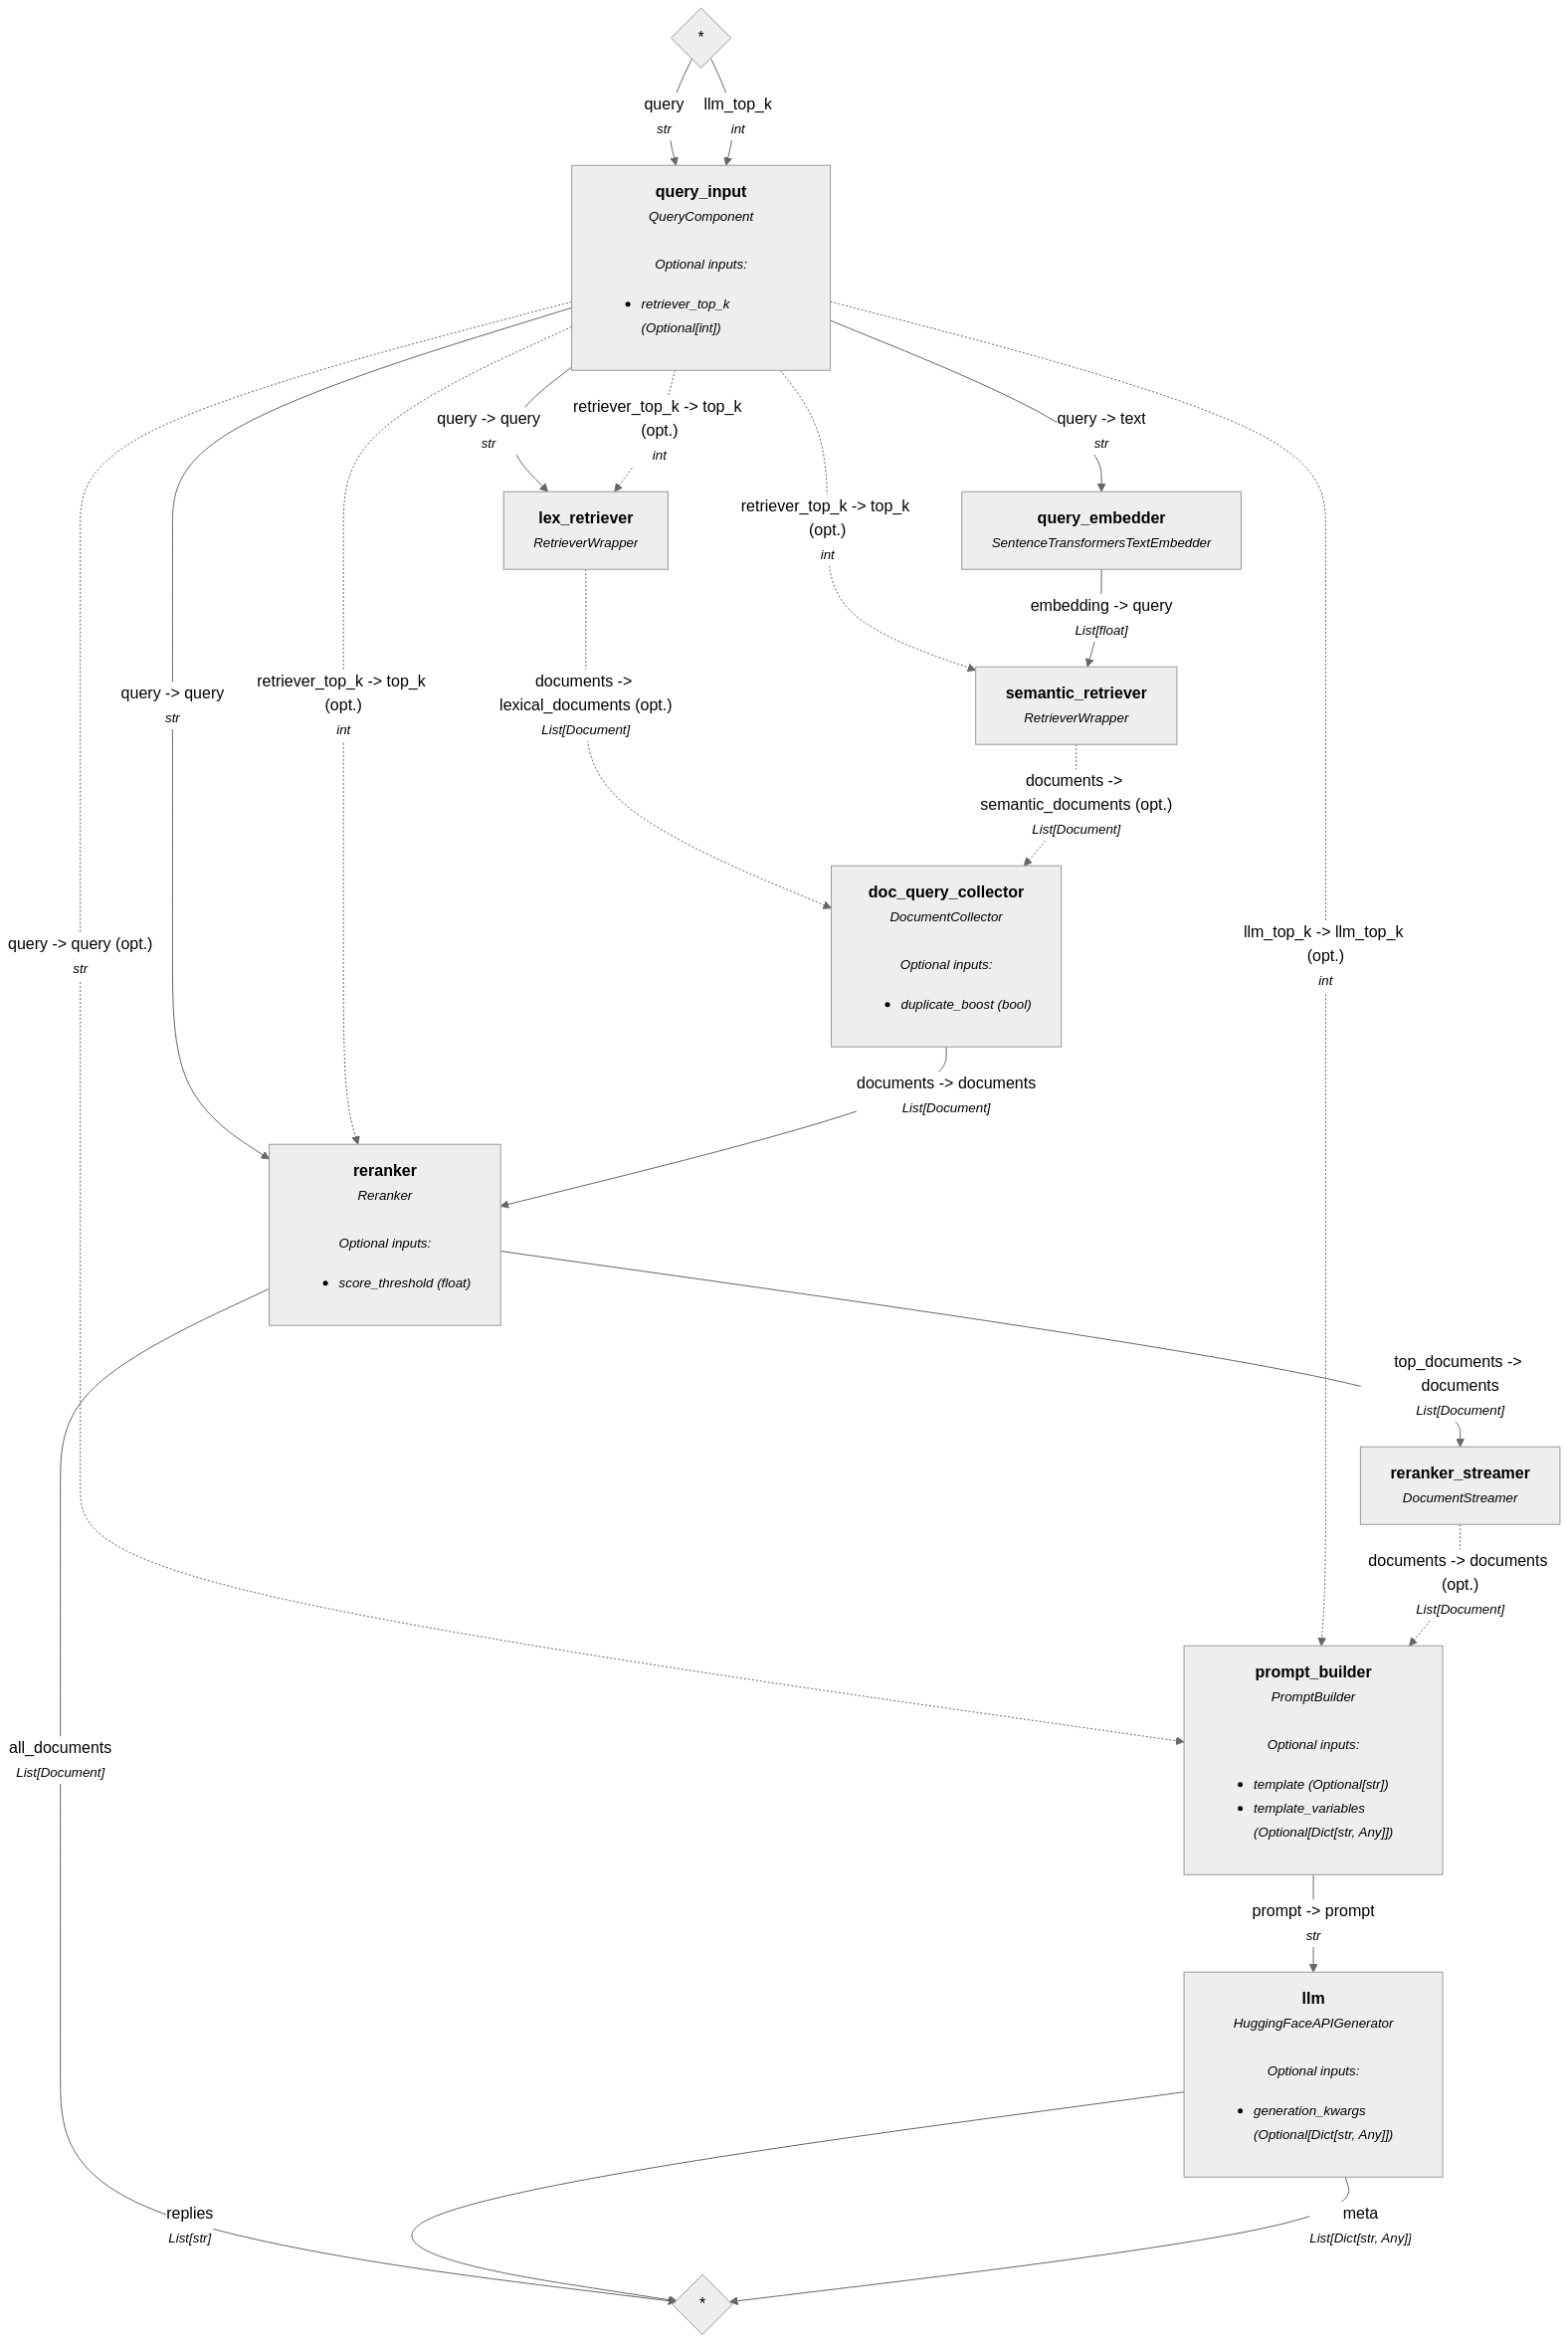 *
query
str
llm_top_k
int
query_input
QueryComponent
Optional inputs:
• retriever_top_k
(Optional[int])
query -> query
str
retriever_top_k -> top_k
(opt.)
int
query -> text
str
lex_retriever
RetrieverWrapper
retriever_top_k -> top_k
(opt.)
int
query_embedder
SentenceTransformersTextEmbedder
embedding -> query
List[float]
query -> query
str
retriever_top_k -> top_k
(opt.)
int
documents ->
lexical_documents (opt.)
List[Document]
semantic_retriever
RetrieverWrapper
documents ->
semantic_documents (opt.)
List[Document]
doc_query_collector
DocumentCollector
Optional inputs:
• duplicate_boost (bool)
query -> query (opt.)
str
llm_top_k -> llm_top_k
(opt.)
int
documents -> documents
List[Document]
reranker
Reranker
Optional inputs:
• score_threshold (float)
top_documents ->
documents
List[Document]
reranker_streamer
DocumentStreamer
documents -> documents
(opt.)
List[Document]
prompt_builder
PromptBuilder
Optional inputs:
• template (Optional[str])
• template_variables
(Optional[Dict[str, Any]])
all_documents
List[Document]
prompt -> prompt
str
llm
HuggingFaceAPIGenerator
Optional inputs:
• generation_kwargs
(Optional[Dict[str, Any]])
replies
List[str]
meta
List[Dict[str, Any]]
*